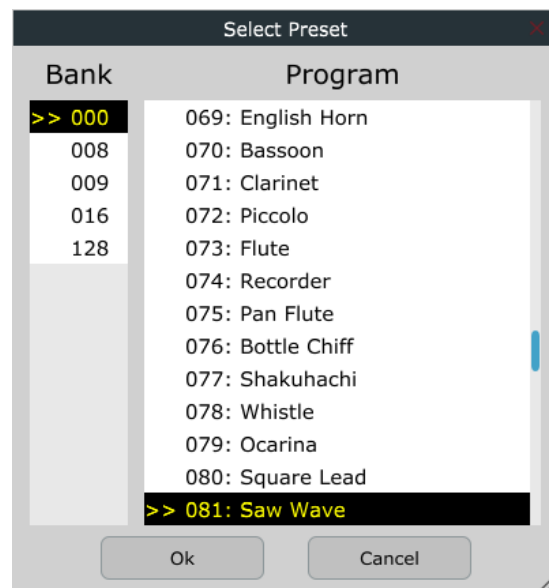 Select Preset
Bank
Program
>> 000
008
009
016
128
069: English Horn
070: Bassoon
071: Clarinet
072: Piccolo
073: Flute
074: Recorder
075: Pan Flute
076: Bottle Chiff
077: Shakuhachi
078: Whistle
079: Ocarina
080: Square Lead
>> 081: Saw Wave
Ok
Cancel